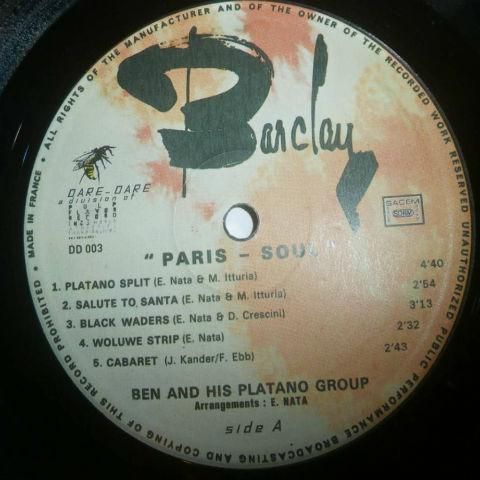 ALL RIGHTS OF THE MANUFACTURER AND OF THE OWNER OF THE RECORDED WORK RESERVED UNAUTHORIZED PUBLIC PERFORMANCE BROADCASTING AND COPYING OF THIS RECORD PROHIBITED • MADE IN FRANCE •
Barclay
DARE-DARE
a division of
DD 003
SACEM
SDRM
" PARIS - SOUL
1. PLATANO SPLIT (E. Nata & M. Itturia) 4'40
2. SALUTE TO SANTA (E. Nata & M. Itturia) 2'54
3. BLACK WADERS (E. Nata & D. Crescini) 3'13
4. WOLUWE STRIP (E. Nata) 2'32
5. CABARET (J. Kander/F. Ebb) 2'43
BEN AND HIS PLATANO GROUP
Arrangements : E. NATA
side A